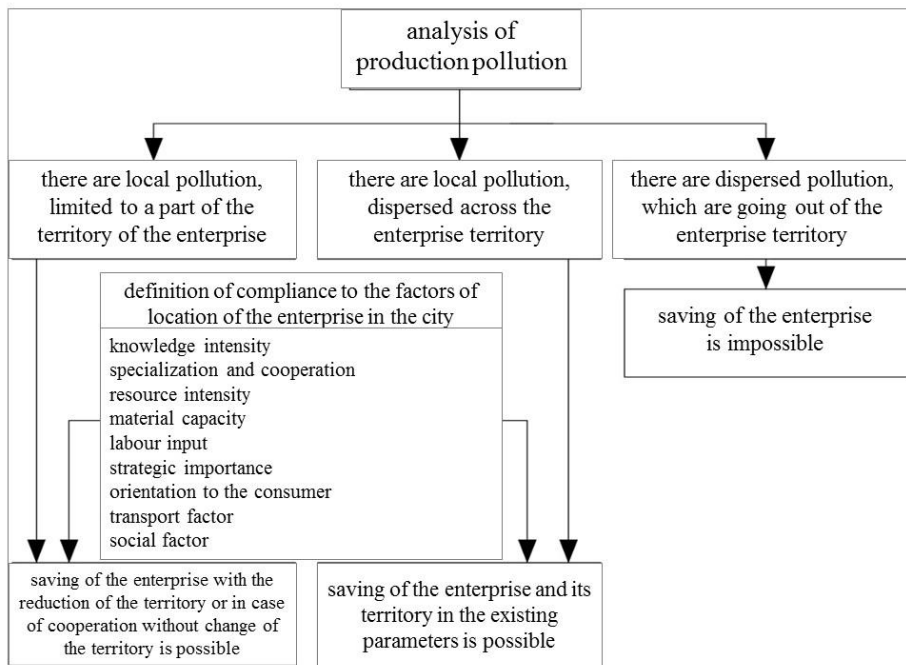 analysis of
production pollution
there are local pollution,
limited to a part of the
territory of the enterprise
there are local pollution,
dispersed across the
enterprise territory
there are dispersed pollution,
which are going out of the
enterprise territory
definition of compliance to the factors of
location of the enterprise in the city
knowledge intensity
specialization and cooperation
resource intensity
material capacity
labour input
strategic importance
orientation to the consumer
transport factor
social factor
saving of the enterprise
is impossible
saving of the enterprise with the
reduction of the territory or in case
of cooperation without change of
the territory is possible
saving of the enterprise and its
territory in the existing
parameters is possible